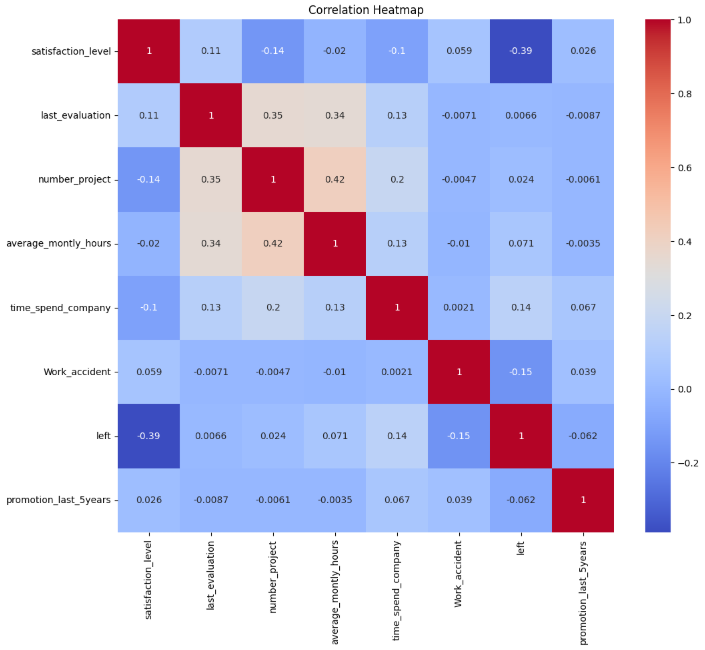 Correlation Heatmap
satisfaction_level 1 0.11 -0.14 -0.02 -0.1 0.059 -0.39 0.026
last_evaluation 0.11 1 0.35 0.34 0.13 -0.0071 0.0066 -0.0087
number_project -0.14 0.35 1 0.42 0.2 -0.0047 0.024 -0.0061
average_montly_hours -0.02 0.34 0.42 1 0.13 -0.01 0.071 -0.0035
time_spend_company -0.1 0.13 0.2 0.13 1 0.0021 0.14 0.067
Work_accident 0.059 -0.0071 -0.0047 -0.01 0.0021 1 -0.15 0.039
left -0.39 0.0066 0.024 0.071 0.14 -0.15 1 -0.062
promotion_last_5years 0.026 -0.0087 -0.0061 -0.0035 0.067 0.039 -0.062 1
satisfaction_level
last_evaluation
number_project
average_montly_hours
time_spend_company
Work_accident
left
promotion_last_5years
1.0
0.8
0.6
0.4
0.2
0.0
−0.2